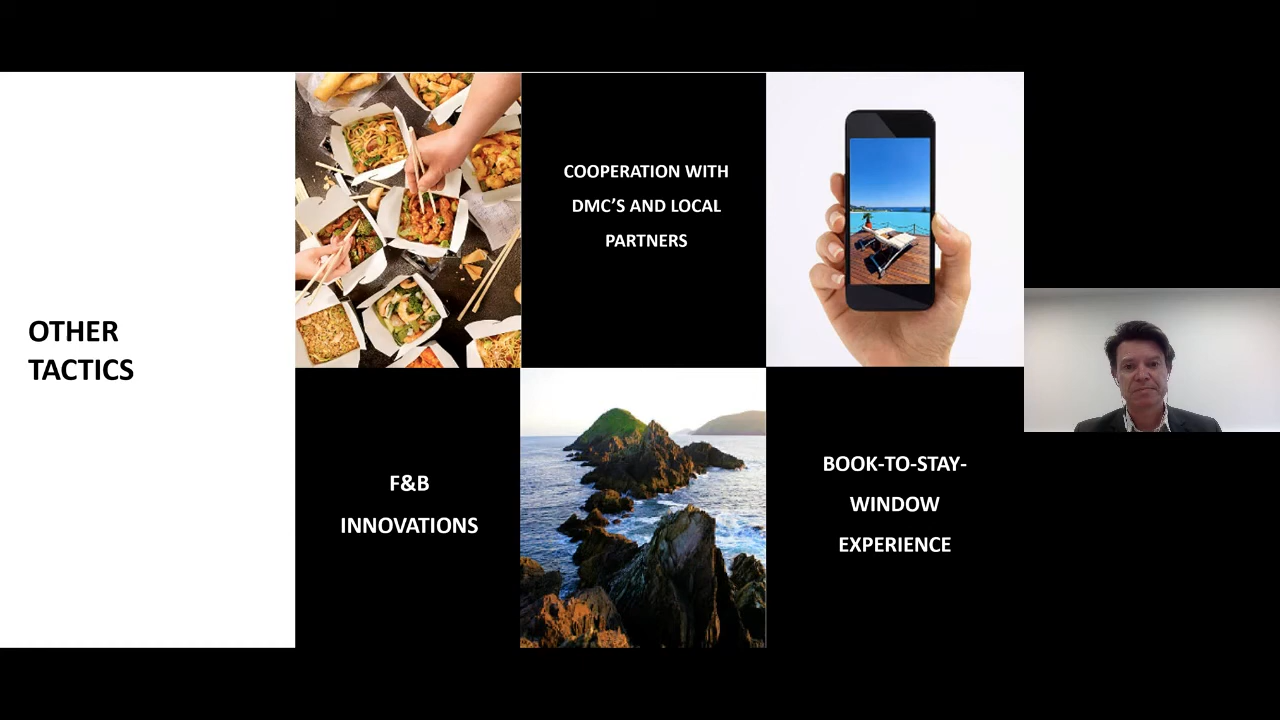 OTHER
TACTICS
COOPERATION WITH
DMC’S AND LOCAL
PARTNERS
F&B
INNOVATIONS
BOOK-TO-STAY-
WINDOW
EXPERIENCE